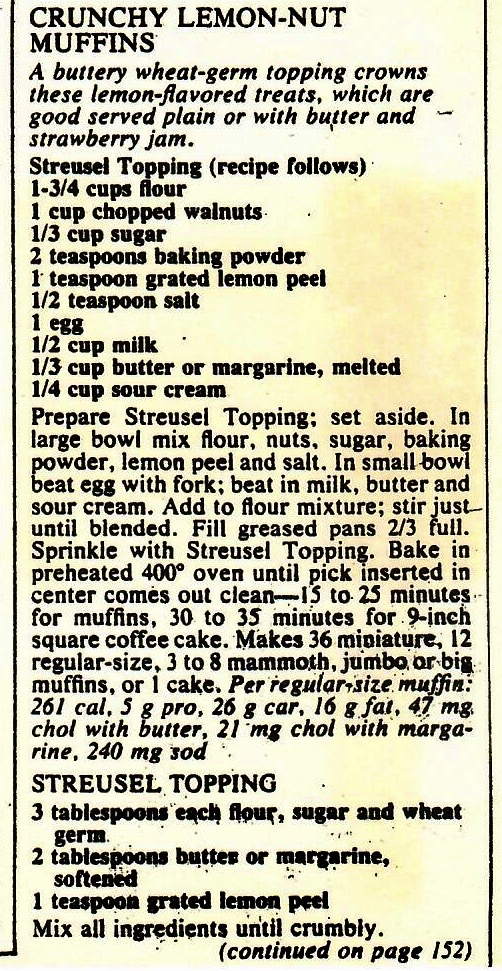 CRUNCHY LEMON-NUT
MUFFINS
A buttery wheat-germ topping crowns
these lemon-flavored treats, which are
good served plain or with butter and
strawberry jam.
Streusel Topping (recipe follows)
1-3/4 cups flour
1 cup chopped walnuts
1/3 cup sugar
2 teaspoons baking powder
1 teaspoon grated lemon peel
1/2 teaspoon salt
1 egg
1/2 cup milk
1/3 cup butter or margarine, melted
1/4 cup sour cream
Prepare Streusel Topping; set aside. In
large bowl mix flour, nuts, sugar, baking
powder, lemon peel and salt. In small bowl
beat egg with fork; beat in milk, butter and
sour cream. Add to flour mixture; stir just
until blended. Fill greased pans 2/3 full.
Sprinkle with Streusel Topping. Bake in
preheated 400° oven until pick inserted in
center comes out clean—15 to 25 minutes
for muffins, 30 to 35 minutes for 9-inch
square coffee cake. Makes 36 miniature, 12
regular-size, 3 to 8 mammoth, jumbo or big
muffins, or 1 cake. Per regular-size muffin:
261 cal, 5 g pro, 26 g car, 16 g fat, 47 mg
chol with butter, 21 mg chol with marga-
rine, 240 mg sod
STREUSEL TOPPING
3 tablespoons each flour, sugar and wheat
germ
2 tablespoons butter or margarine,
softened
1 teaspoon grated lemon peel
Mix all ingredients until crumbly.
(continued on page 152)